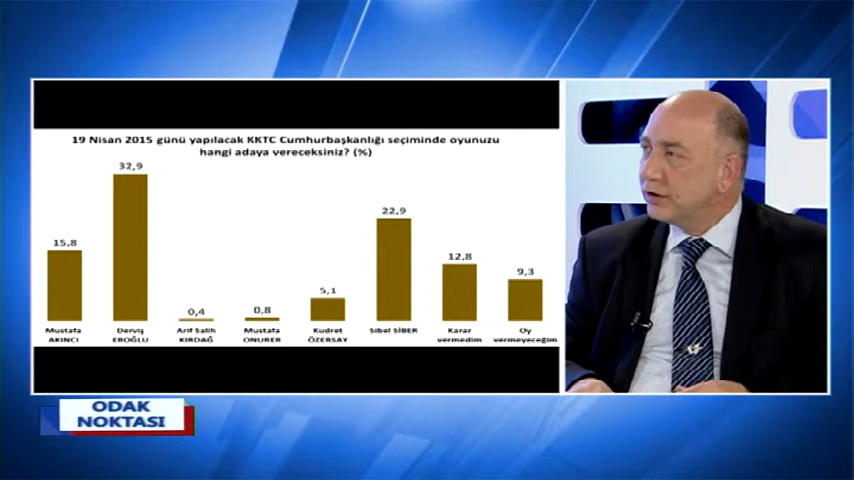 19 Nisan 2015 günü yapılacak KKTC Cumhurbaşkanlığı seçiminde oyunuzu
hangi adaya vereceksiniz? (%)
15,8
32,9
0,4
0,8
5,1
22,9
12,8
9,3
Mustafa
AKINCI
Derviş
EROĞLU
Arif Salih
KIRDAĞ
Mustafa
ONURER
Kudret
ÖZERSAY
Sibel SİBER
Karar
vermedim
Oy
vermeyeceğim
ODAK
NOKTASI